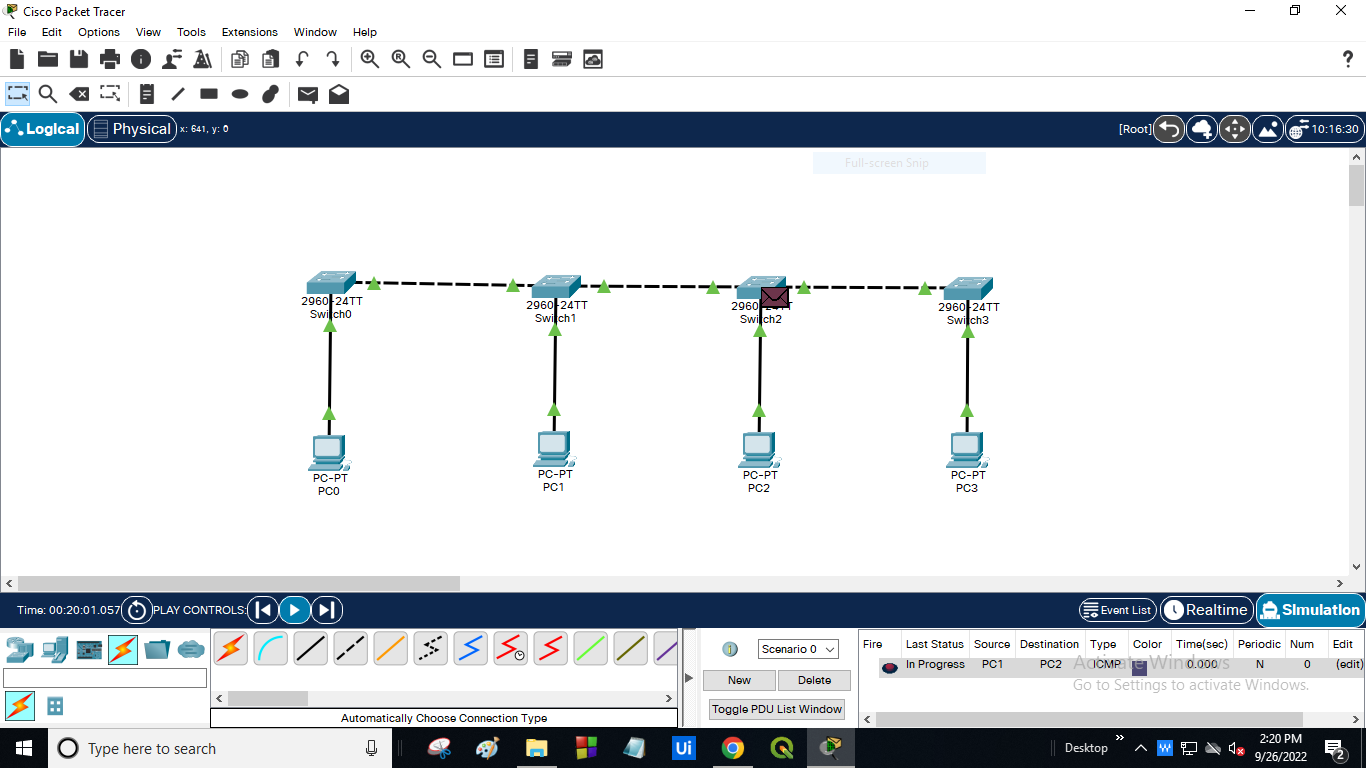 Cisco Packet Tracer
File Edit Options View Tools Extensions Window Help
Logical Physical x: 641, y: 0 [Root] 10:16:30
Full-screen Snip
2960-24TT
Switch0
2960-24TT
Switch1
Switch2
2960-24TT
Switch3
PC-PT
PC0
PC-PT
PC1
PC-PT
PC2
PC-PT
PC3
Time: 00:20:01.057 PLAY CONTROLS: Event List Realtime Simulation
Scenario 0
New Delete
Toggle PDU List Window
Automatically Choose Connection Type
Fire Last Status Source Destination Type Color Time(sec) Periodic Num Edit
In Progress PC1 PC2 ICMP 0.000 N 0 (edit)
Activate Windows
Go to Settings to activate Windows.
Type here to search
Ui
W
Desktop
2:20 PM
9/26/2022
2